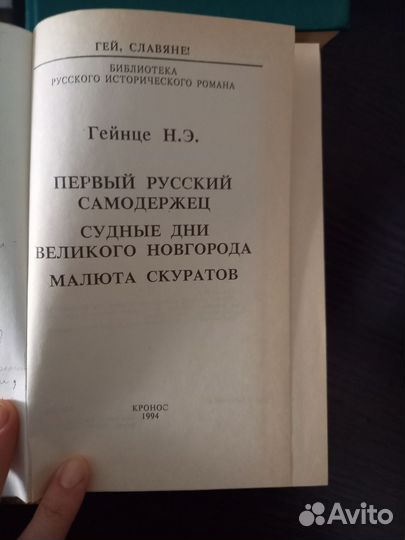 ГЕЙ, СЛАВЯНЕ!
БИБЛИОТЕКА
РУССКОГО ИСТОРИЧЕСКОГО РОМАНА
Гейнце Н.Э.
ПЕРВЫЙ РУССКИЙ
САМОДЕРЖЕЦ
СУДНЫЕ ДНИ
ВЕЛИКОГО НОВГОРОДА
МАЛЮТА СКУРАТОВ
КРОНОС
1994
Avito